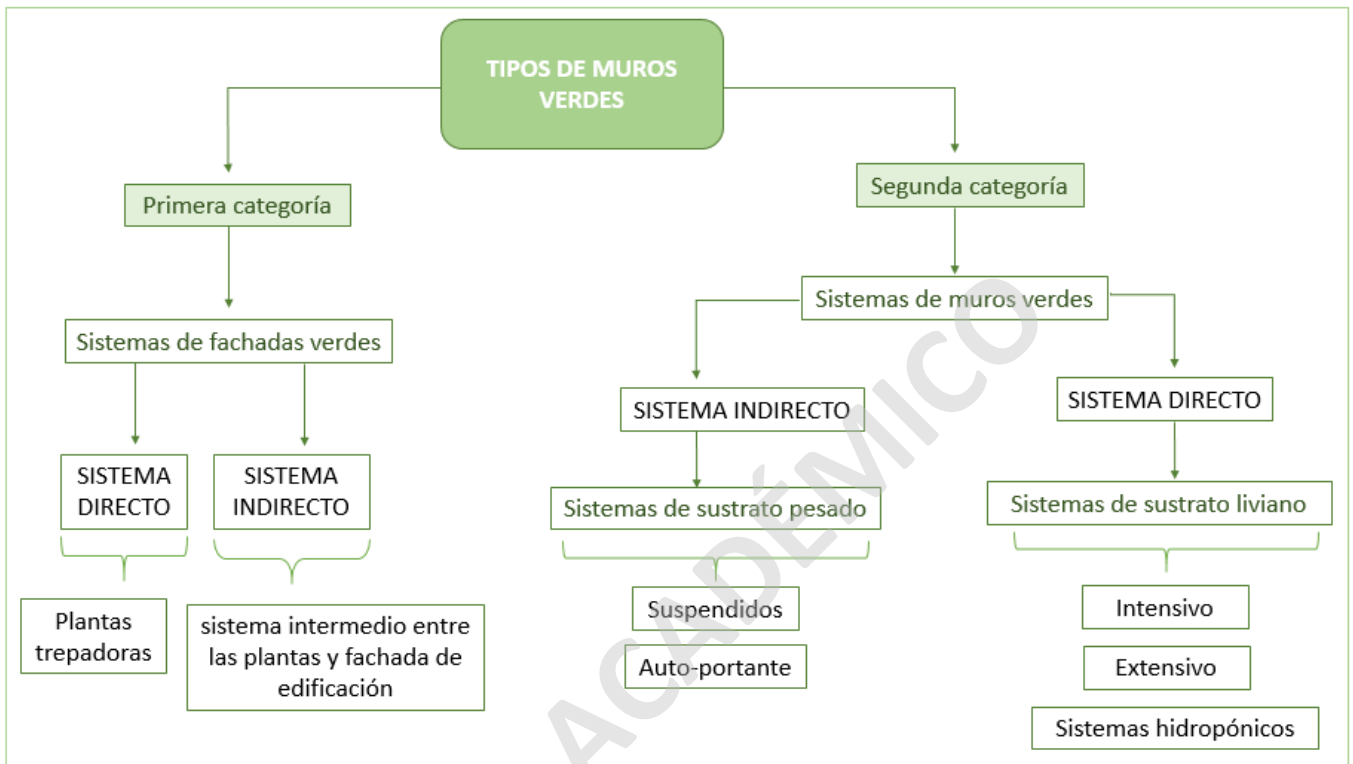 TIPOS DE MUROS
VERDES
Primera categoría
Segunda categoría
Sistemas de fachadas verdes
Sistemas de muros verdes
SISTEMA
DIRECTO
SISTEMA
INDIRECTO
SISTEMA INDIRECTO
SISTEMA DIRECTO
Plantas
trepadoras
sistema intermedio entre
las plantas y fachada de
edificación
Sistemas de sustrato pesado
Suspendidos
Auto-portante
Sistemas de sustrato liviano
Intensivo
Extensivo
Sistemas hidropónicos
ACADÉMICO